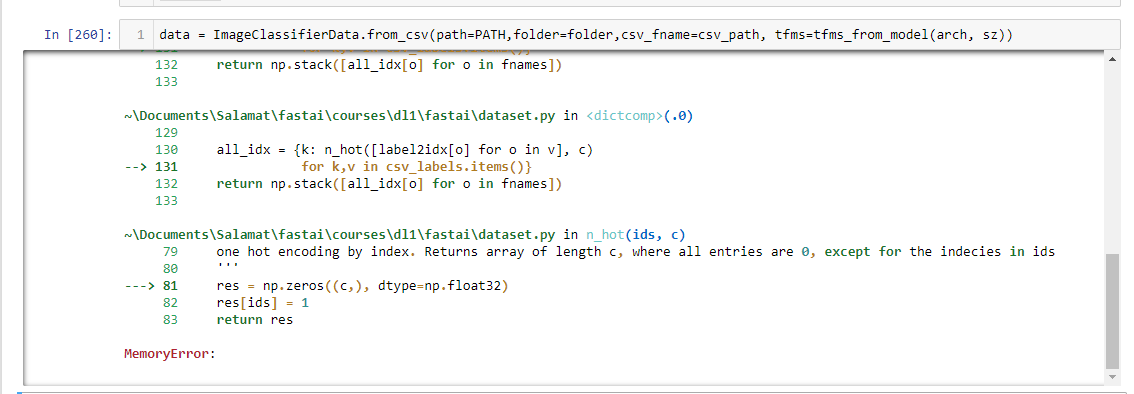 In [260]: 1 data = ImageClassifierData.from_csv(path=PATH,folder=folder,csv_fname=csv_path, tfms=tfms_from_model(arch, sz))
132 return np.stack([all_idx[o] for o in fnames])
133
~\Documents\Salamat\fastai\courses\dl1\fastai\dataset.py in <dictcomp>(.0)
129
130 all_idx = {k: n_hot([label2idx[o] for o in v], c)
--> 131 for k,v in csv_labels.items()}
132 return np.stack([all_idx[o] for o in fnames])
133
~\Documents\Salamat\fastai\courses\dl1\fastai\dataset.py in n_hot(ids, c)
79 one hot encoding by index. Returns array of length c, where all entries are 0, except for the indecies in ids
80 '''
---> 81 res = np.zeros((c,), dtype=np.float32)
82 res[ids] = 1
83 return res
MemoryError: